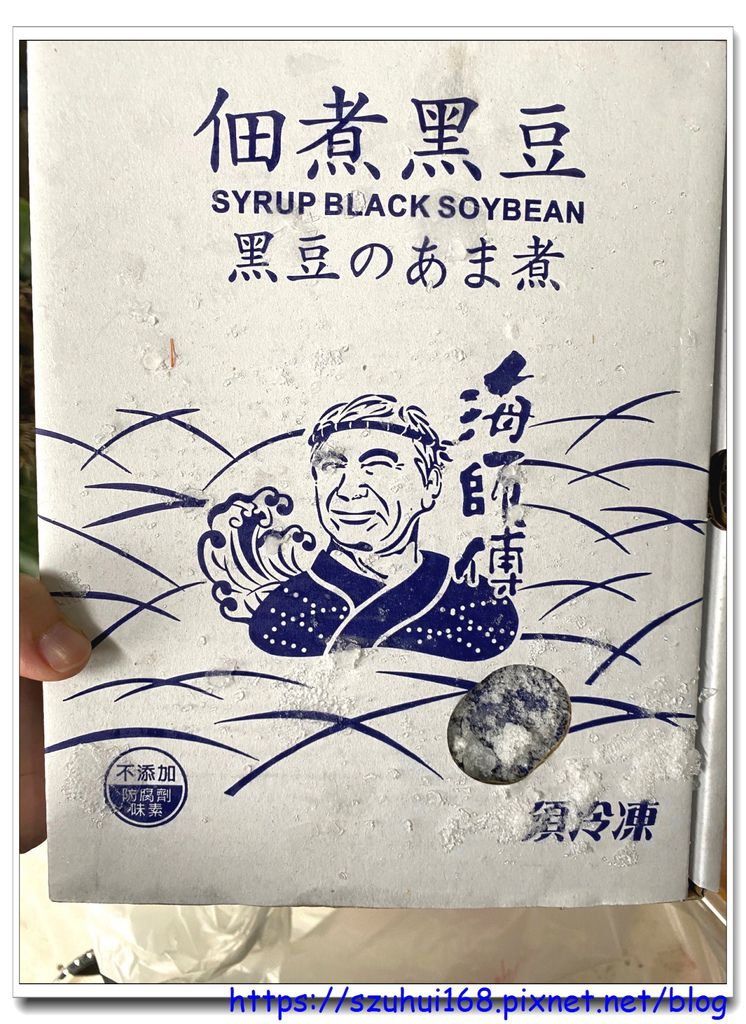 佃煮黑豆
SYRUP BLACK SOYBEAN
黑豆のあま煮
海師傅
不添加
防腐劑
味素
須冷凍
https://szuhui168.pixnet.net/blog